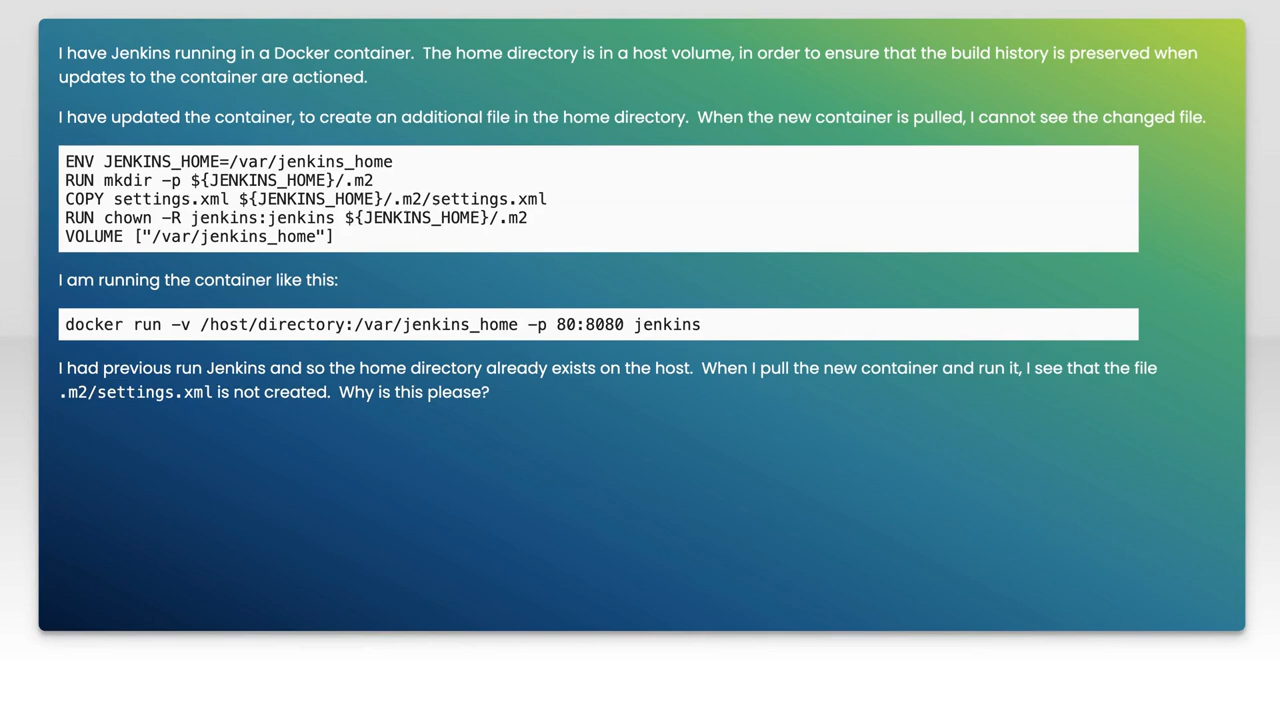 I have Jenkins running in a Docker container.  The home directory is in a host volume, in order to ensure that the build history is preserved when
updates to the container are actioned.
I have updated the container, to create an additional file in the home directory.  When the new container is pulled, I cannot see the changed file.
ENV JENKINS_HOME=/var/jenkins_home
RUN mkdir -p ${JENKINS_HOME}/.m2
COPY settings.xml ${JENKINS_HOME}/.m2/settings.xml
RUN chown -R jenkins:jenkins ${JENKINS_HOME}/.m2
VOLUME ["/var/jenkins_home"]
I am running the container like this:
docker run -v /host/directory:/var/jenkins_home -p 80:8080 jenkins
I had previous run Jenkins and so the home directory already exists on the host.  When I pull the new container and run it, I see that the file
.m2/settings.xml is not created.  Why is this please?